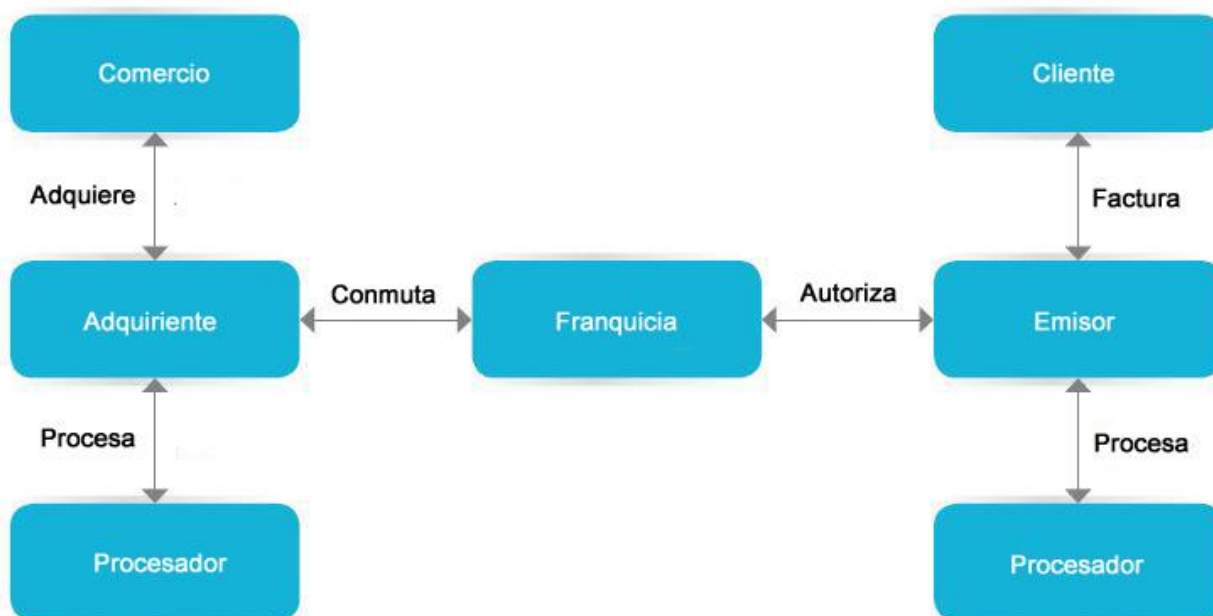 Comercio
Cliente
Adquiere
Factura
Adquiriente
Conmuta
Franquicia
Autoriza
Emisor
Procesa
Procesa
Procesador
Procesador